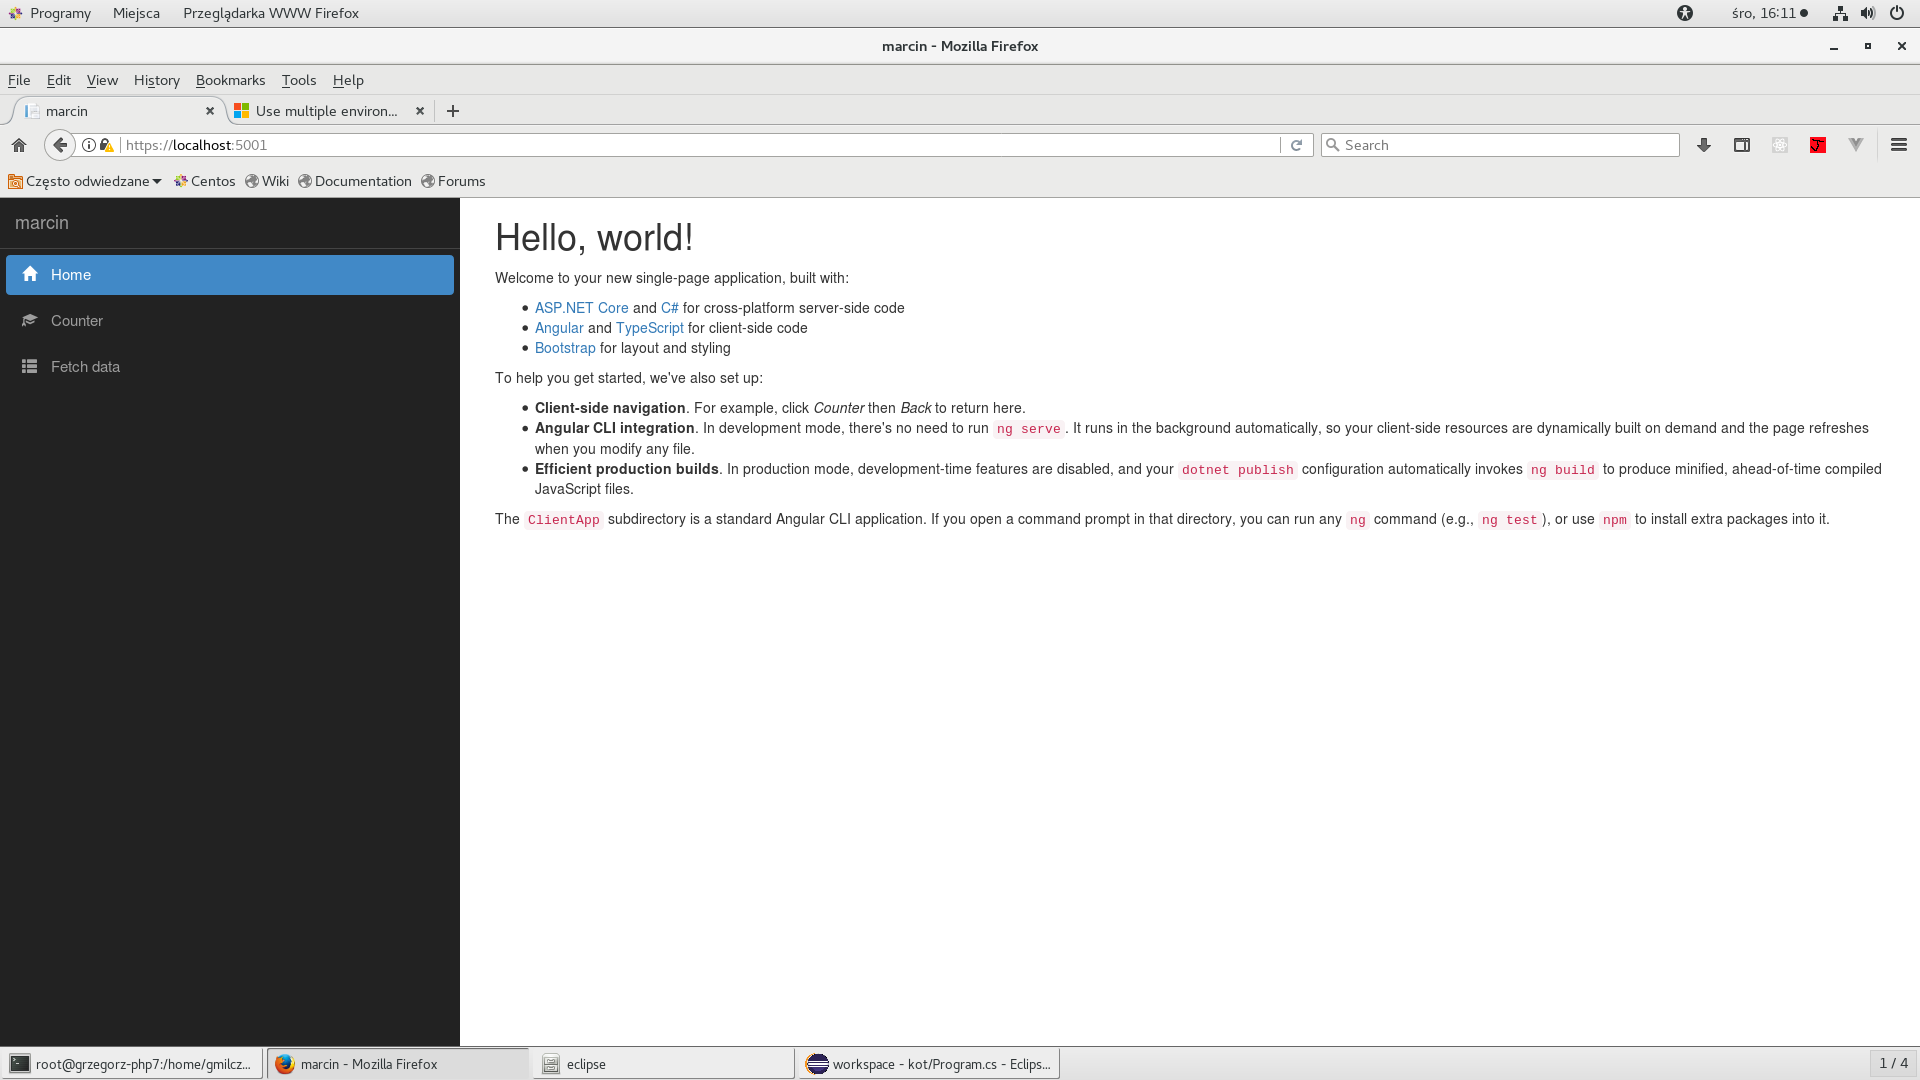 Programy Miejsca Przeglądarka WWW Firefox śro, 16:11
marcin - Mozilla Firefox
File Edit View History Bookmarks Tools Help
marcin Use multiple environ...
https://localhost:5001 Search
Często odwiedzane Centos Wiki Documentation Forums
marcin
Home
Counter
Fetch data
Hello, world!
Welcome to your new single-page application, built with:
ASP.NET Core and C# for cross-platform server-side code
Angular and TypeScript for client-side code
Bootstrap for layout and styling
To help you get started, we've also set up:
Client-side navigation. For example, click Counter then Back to return here.
Angular CLI integration. In development mode, there's no need to run ng serve. It runs in the background automatically, so your client-side resources are dynamically built on demand and the page refreshes
when you modify any file.
Efficient production builds. In production mode, development-time features are disabled, and your dotnet publish configuration automatically invokes ng build to produce minified, ahead-of-time compiled
JavaScript files.
The ClientApp subdirectory is a standard Angular CLI application. If you open a command prompt in that directory, you can run any ng command (e.g., ng test), or use npm to install extra packages into it.
root@grzegorz-php7:/home/gmilcz... marcin - Mozilla Firefox eclipse workspace - kot/Program.cs - Eclips... 1 / 4